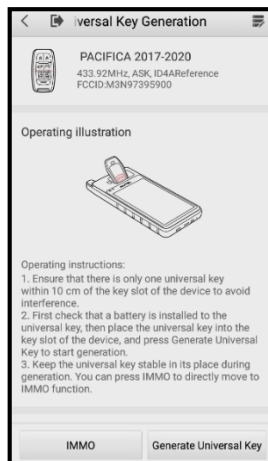 iversal Key Generation
PACIFICA 2017-2020
433.92MHz, ASK, ID4AReference
FCCID:M3N97395900
Operating illustration
Operating instructions:
1. Ensure that there is only one universal key
within 10 cm of the key slot of the device to avoid
interference.
2. First check that a battery is installed to the
universal key, then place the universal key into the
key slot of the device, and press Generate Universal
Key to start generation.
3. Keep the universal key stable in its place during
generation. You can press IMMO to directly move to
IMMO function.
IMMO
Generate Universal Key